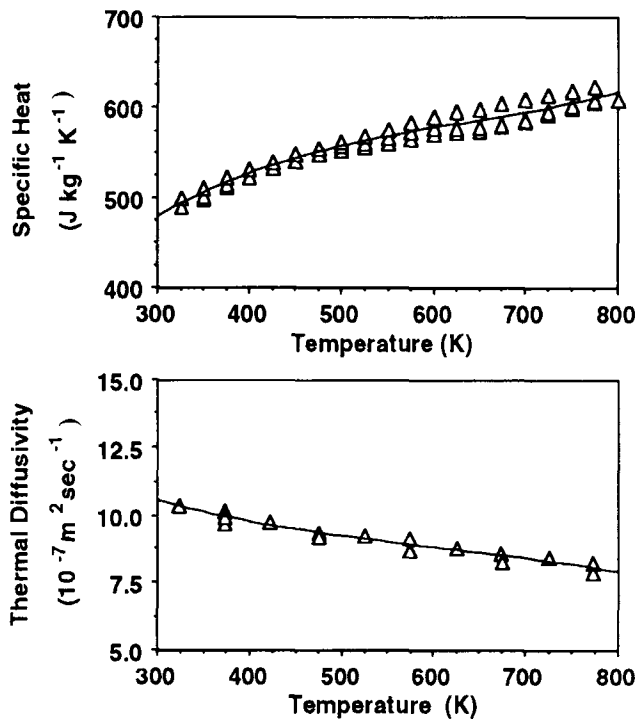 700
600
500
400
Specific Heat
(J kg⁻¹ K⁻¹)
300 400 500 600 700 800
Temperature (K)
15.0
12.5
10.0
7.5
5.0
Thermal Diffusivity
(10⁻⁷ m² sec⁻¹)
300 400 500 600 700 800
Temperature (K)